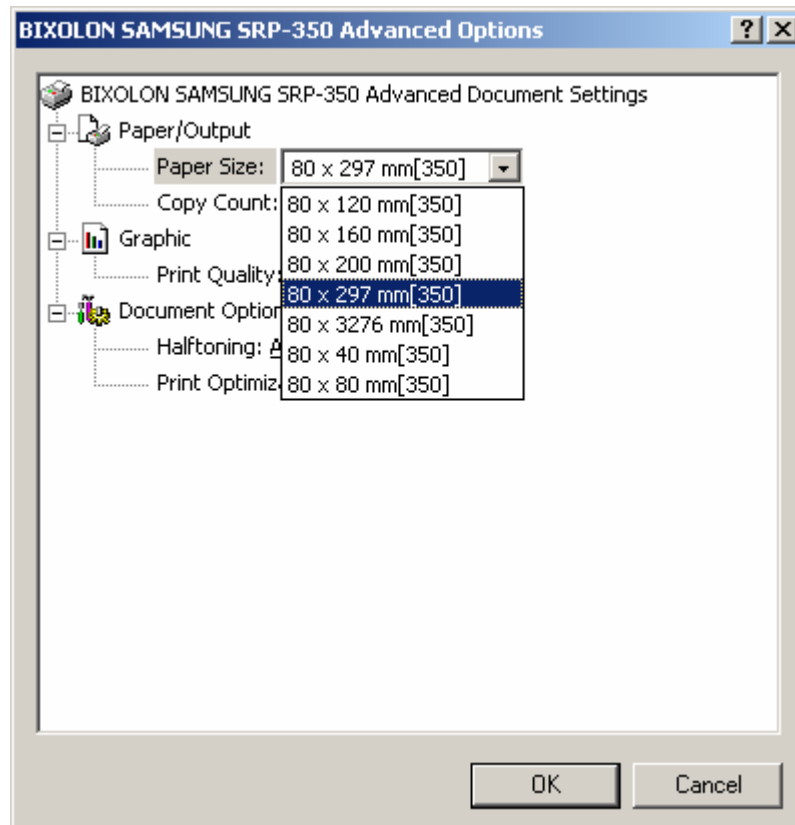 BIXOLON SAMSUNG SRP-350 Advanced Options
BIXOLON SAMSUNG SRP-350 Advanced Document Settings
Paper/Output
Paper Size: 80 x 297 mm[350]
Copy Count:
80 x 120 mm[350]
80 x 160 mm[350]
80 x 200 mm[350]
80 x 297 mm[350]
80 x 3276 mm[350]
80 x 40 mm[350]
80 x 80 mm[350]
Graphic
Print Quality:
Document Option
Halftoning:
Print Optimiz
OK Cancel